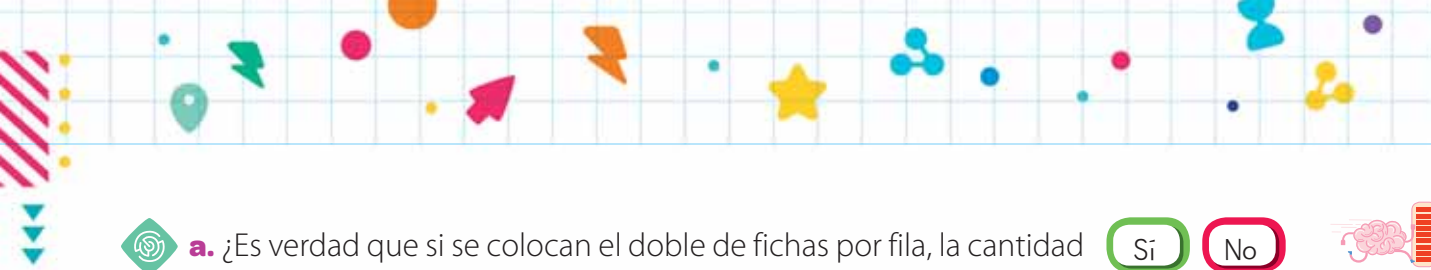 a. ¿Es verdad que si se colocan el doble de fichas por fila, la cantidad Sí No